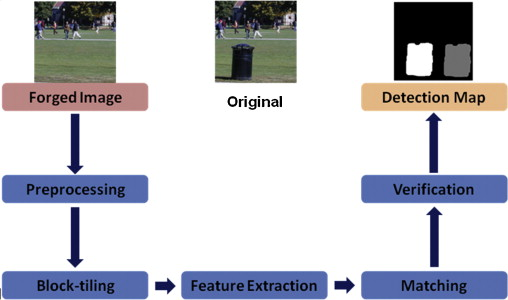 Original
Forged Image
Detection Map
Preprocessing
Verification
Block-tiling
Feature Extraction
Matching